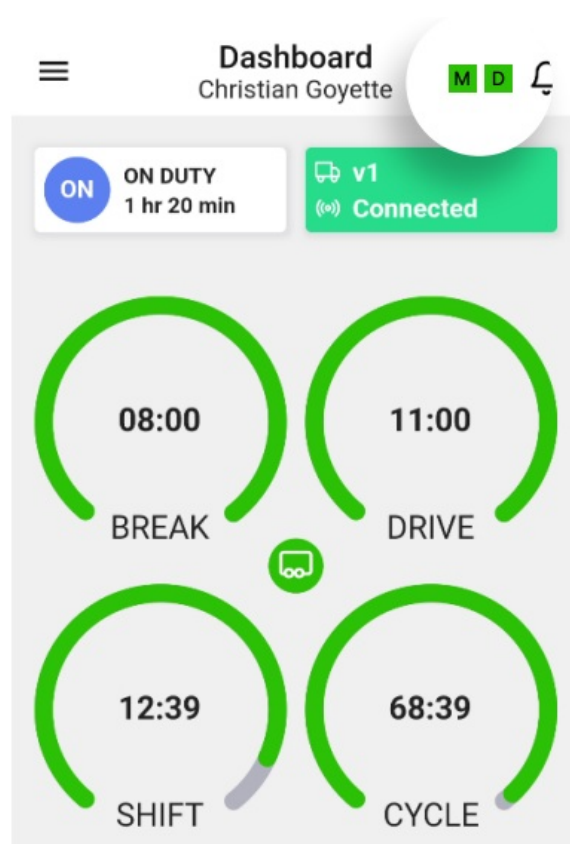 Dashboard
Christian Goyette
M D
ON
ON DUTY
1 hr 20 min
v1
Connected
08:00
BREAK
11:00
DRIVE
12:39
SHIFT
68:39
CYCLE